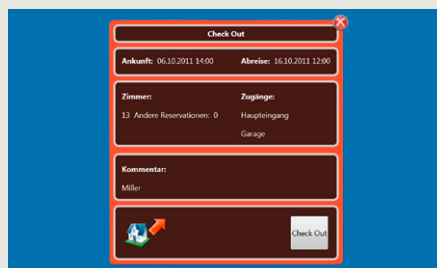 Check Out
Ankunft: 06.10.2011 14:00 Abreise: 16.10.2011 12:00
Zimmer: Zugänge:
13 Andere Reservationen: 0 Haupteingang
Garage
Kommentar:
Miller
Check Out